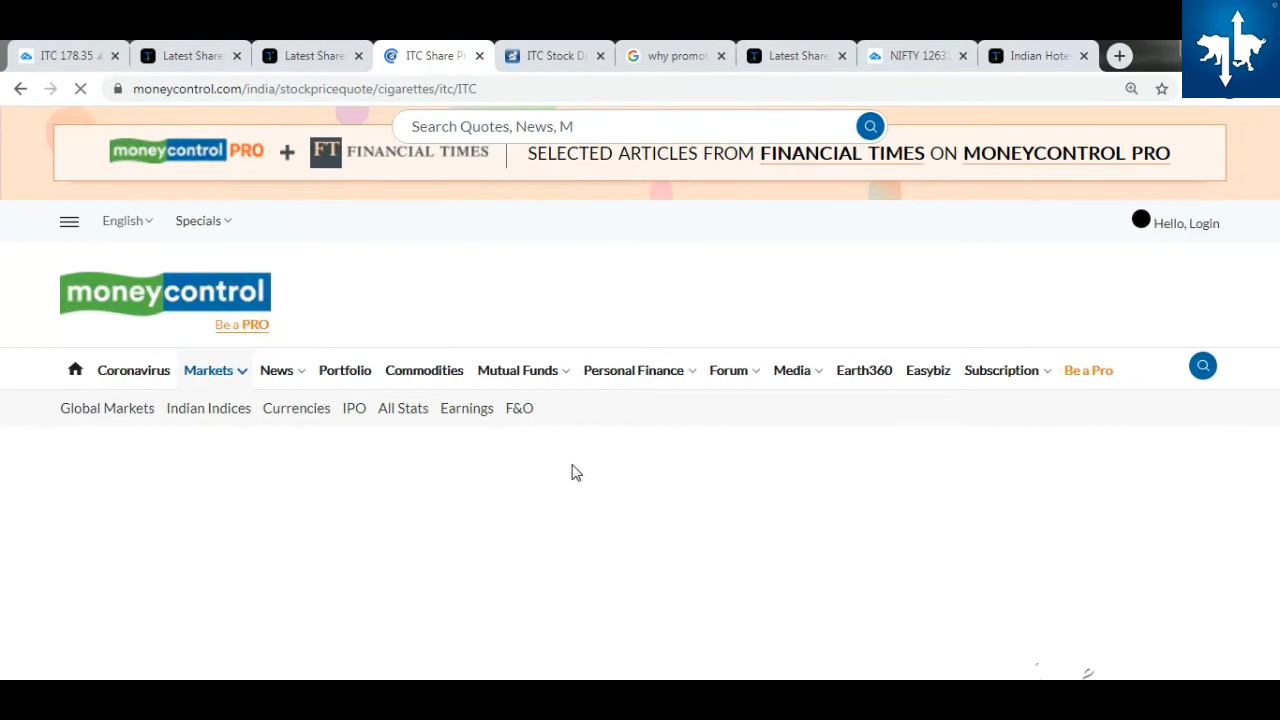 ITC 178.35
Latest Share
Latest Share
ITC Share Pr
ITC Stock D
why promot
Latest Share
NIFTY 12631
Indian Hote
moneycontrol.com/india/stockpricequote/cigarettes/itc/ITC
Search Quotes, News, M
moneycontrol PRO + FT FINANCIAL TIMES SELECTED ARTICLES FROM FINANCIAL TIMES ON MONEYCONTROL PRO
English Specials Hello, Login
moneycontrol
Be a PRO
Coronavirus Markets News Portfolio Commodities Mutual Funds Personal Finance Forum Media Earth360 Easybiz Subscription Be a Pro
Global Markets Indian Indices Currencies IPO All Stats Earnings F&O